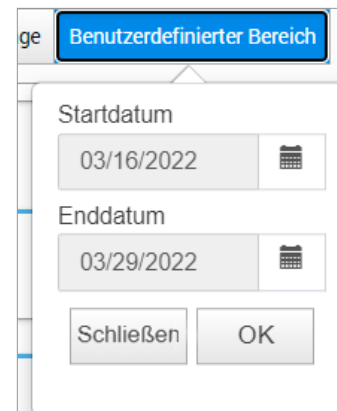 ge Benutzerdefinierter Bereich
Startdatum
03/16/2022
Enddatum
03/29/2022
Schließen OK